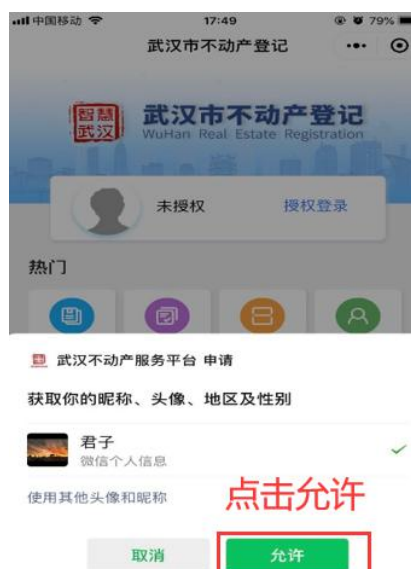 中国移动 17:49 79%
武汉市不动产登记
智慧
武汉
武汉市不动产登记
WuHan Real Estate Registration
未授权 授权登录
热门
武汉不动产服务平台 申请
获取你的昵称、头像、地区及性别
君子
微信个人信息
使用其他头像和昵称
点击允许
取消 允许